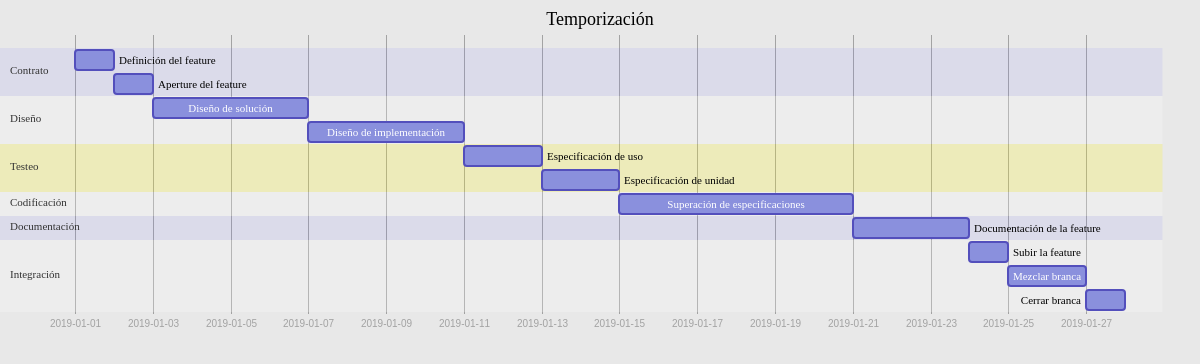 Temporización
Contrato
Definición del feature
Aperture del feature
Diseño
Diseño de solución
Diseño de implementación
Testeo
Especificación de uso
Especificación de unidad
Codificación
Superación de especificaciones
Documentación
Documentación de la feature
Integración
Subir la feature
Mezclar branca
Cerrar branca
2019-01-01 2019-01-03 2019-01-05 2019-01-07 2019-01-09 2019-01-11 2019-01-13 2019-01-15 2019-01-17 2019-01-19 2019-01-21 2019-01-23 2019-01-25 2019-01-27